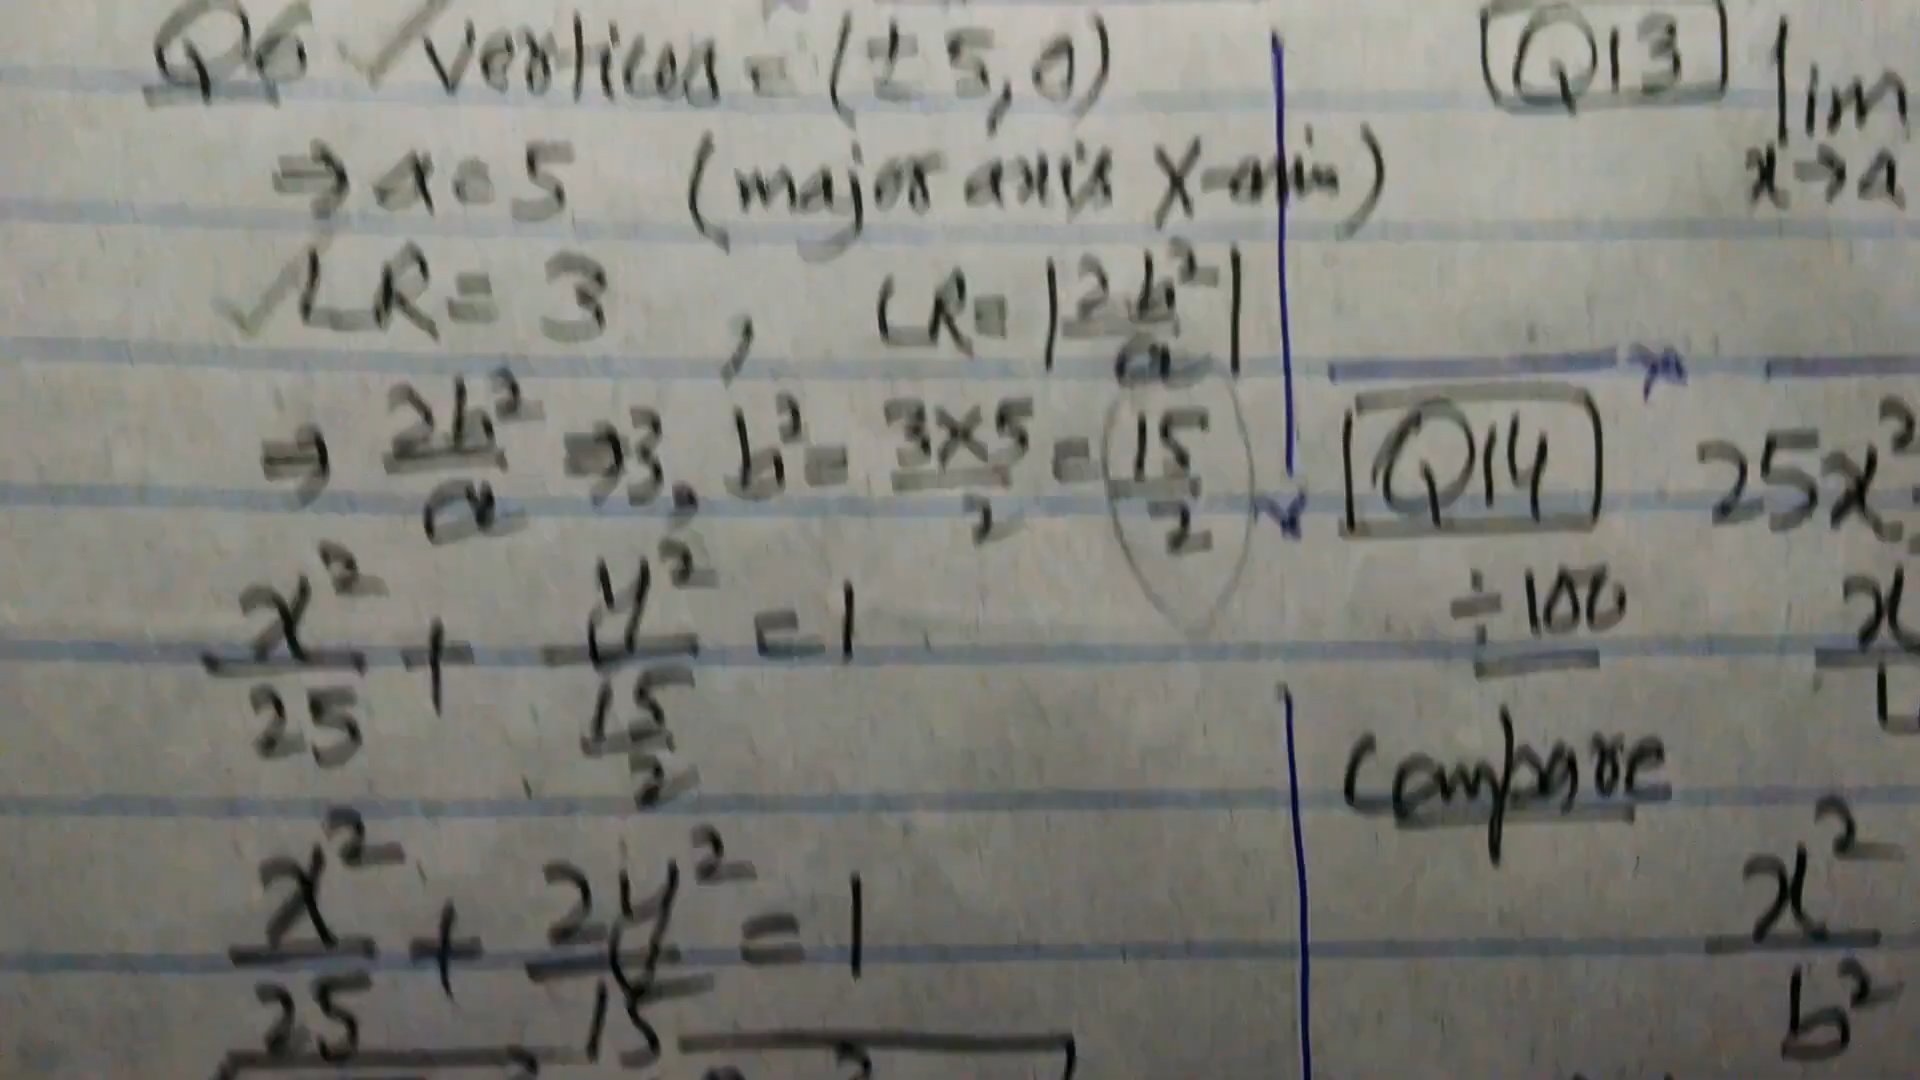 Q6 ✓ vertices = (± 5, 0)
⇒ a = 5 (major axis X-axis)
✓ LR = 3 , LR = |2b²/a|
⇒ 2b²/a ⇒ 3, b² = 3×5/2 = 15/2
x²/25 + y²/(15/2) = 1
x²/25 + 2y²/15 = 1
Q13 lim x→a
Q14 25x²
÷ 100 x
Compare
x²/b²